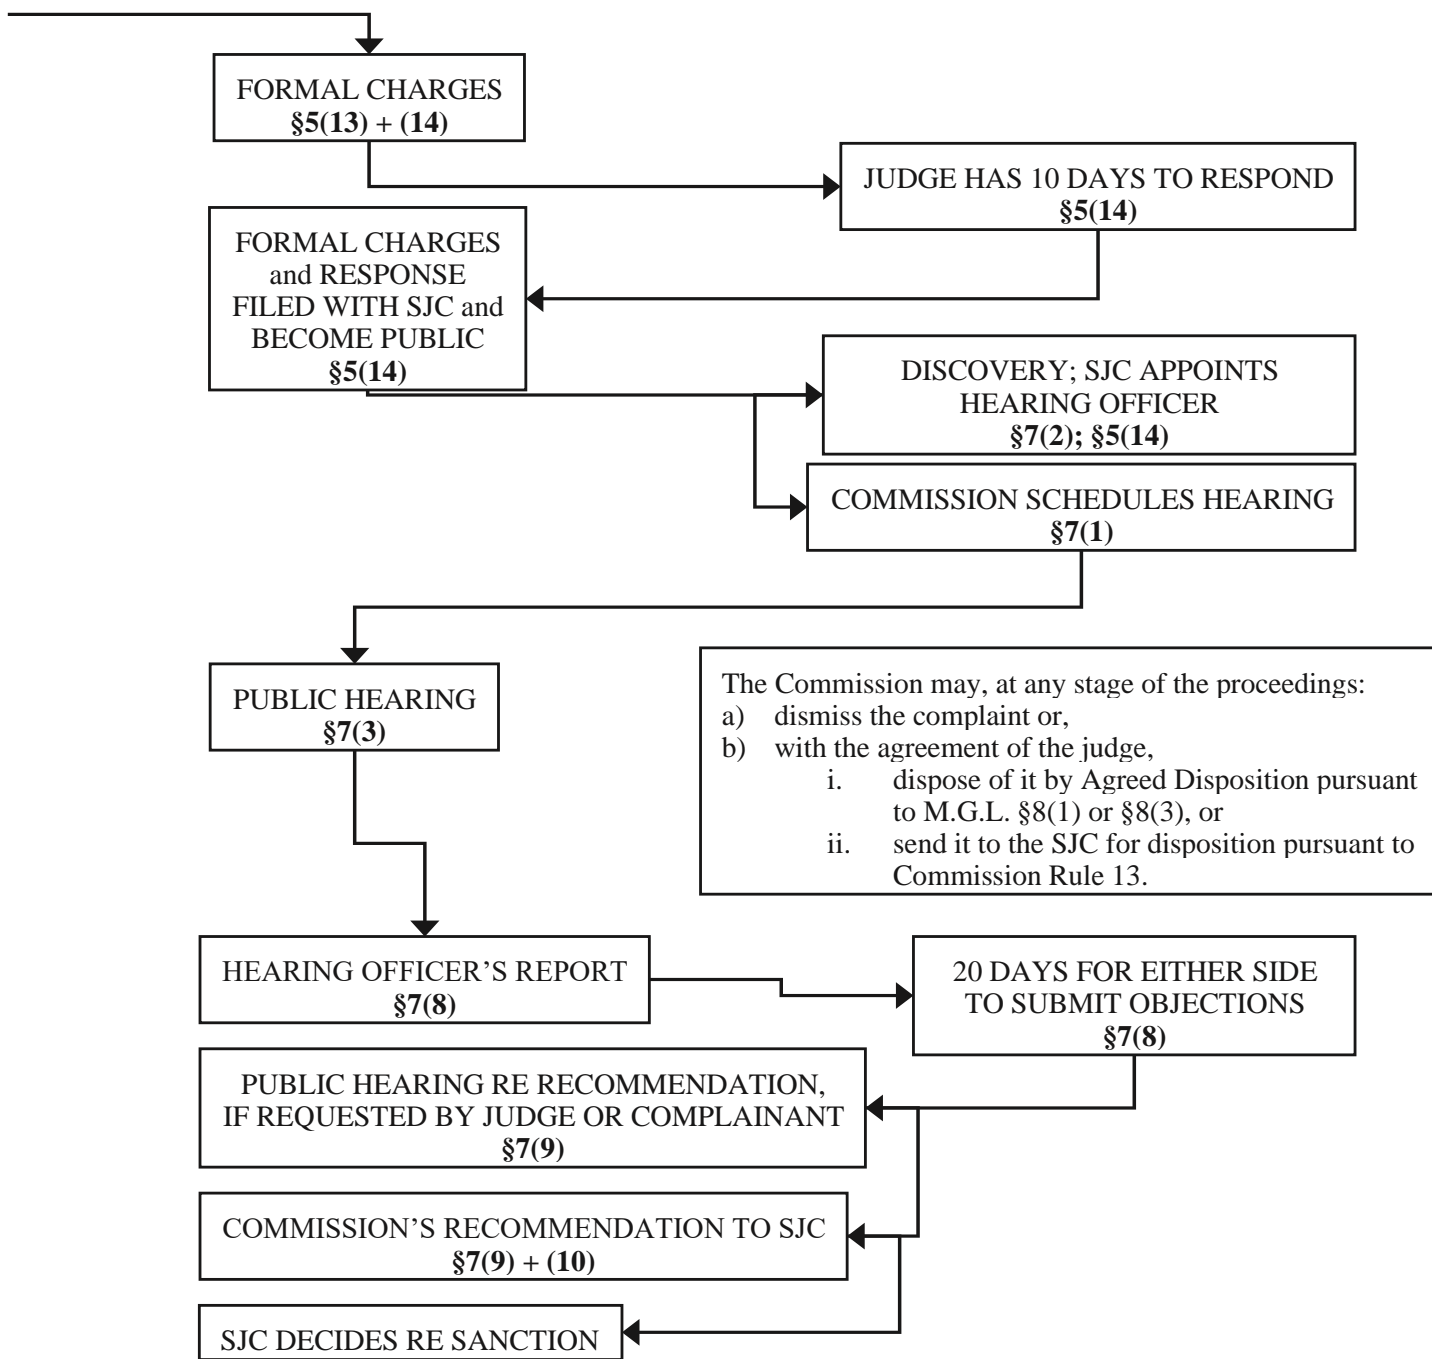 FORMAL CHARGES
§5(13) + (14)
JUDGE HAS 10 DAYS TO RESPOND
§5(14)
FORMAL CHARGES
and RESPONSE
FILED WITH SJC and
BECOME PUBLIC
§5(14)
DISCOVERY; SJC APPOINTS
HEARING OFFICER
§7(2); §5(14)
COMMISSION SCHEDULES HEARING
§7(1)
PUBLIC HEARING
§7(3)
The Commission may, at any stage of the proceedings:
a) dismiss the complaint or,
b) with the agreement of the judge,
i. dispose of it by Agreed Disposition pursuant
to M.G.L. §8(1) or §8(3), or
ii. send it to the SJC for disposition pursuant to
Commission Rule 13.
HEARING OFFICER’S REPORT
§7(8)
20 DAYS FOR EITHER SIDE
TO SUBMIT OBJECTIONS
§7(8)
PUBLIC HEARING RE RECOMMENDATION,
IF REQUESTED BY JUDGE OR COMPLAINANT
§7(9)
COMMISSION’S RECOMMENDATION TO SJC
§7(9) + (10)
SJC DECIDES RE SANCTION